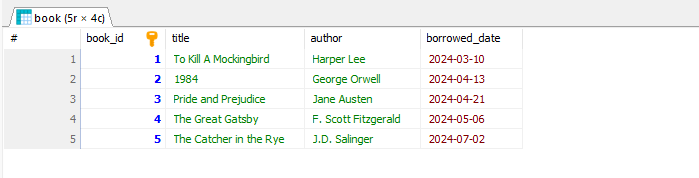 book (5r × 4c)
# book_id title author borrowed_date
1 1 To Kill A Mockingbird Harper Lee 2024-03-10
2 2 1984 George Orwell 2024-04-13
3 3 Pride and Prejudice Jane Austen 2024-04-21
4 4 The Great Gatsby F. Scott Fitzgerald 2024-05-06
5 5 The Catcher in the Rye J.D. Salinger 2024-07-02